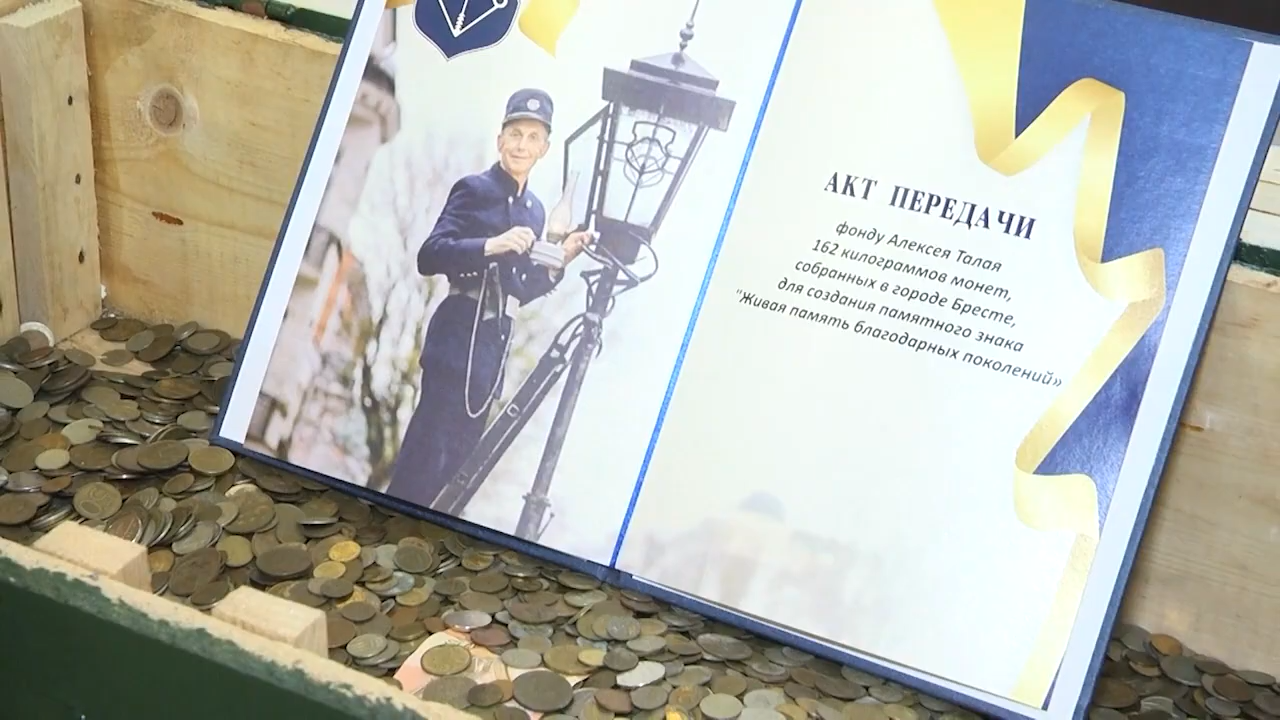 АКТ ПЕРЕДАЧИ
фонду Алексея Талая
162 килограммов монет,
собранных в городе Бресте,
для создания памятного знака
"Живая память благодарных поколений»